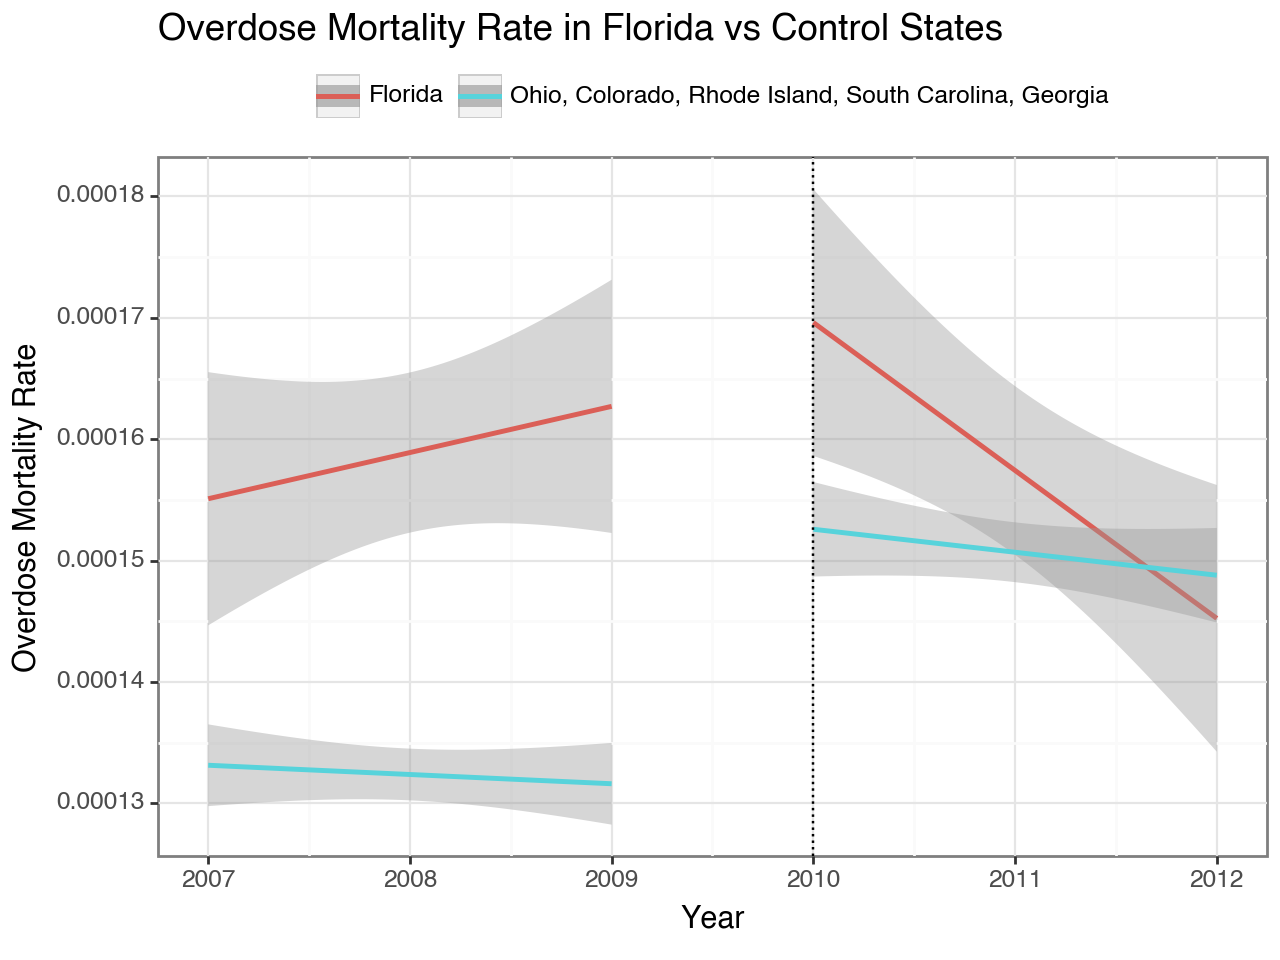 Overdose Mortality Rate in Florida vs Control States
Florida
Ohio, Colorado, Rhode Island, South Carolina, Georgia
Overdose Mortality Rate
0.00018
0.00017
0.00016
0.00015
0.00014
0.00013
2007 2008 2009 2010 2011 2012
Year